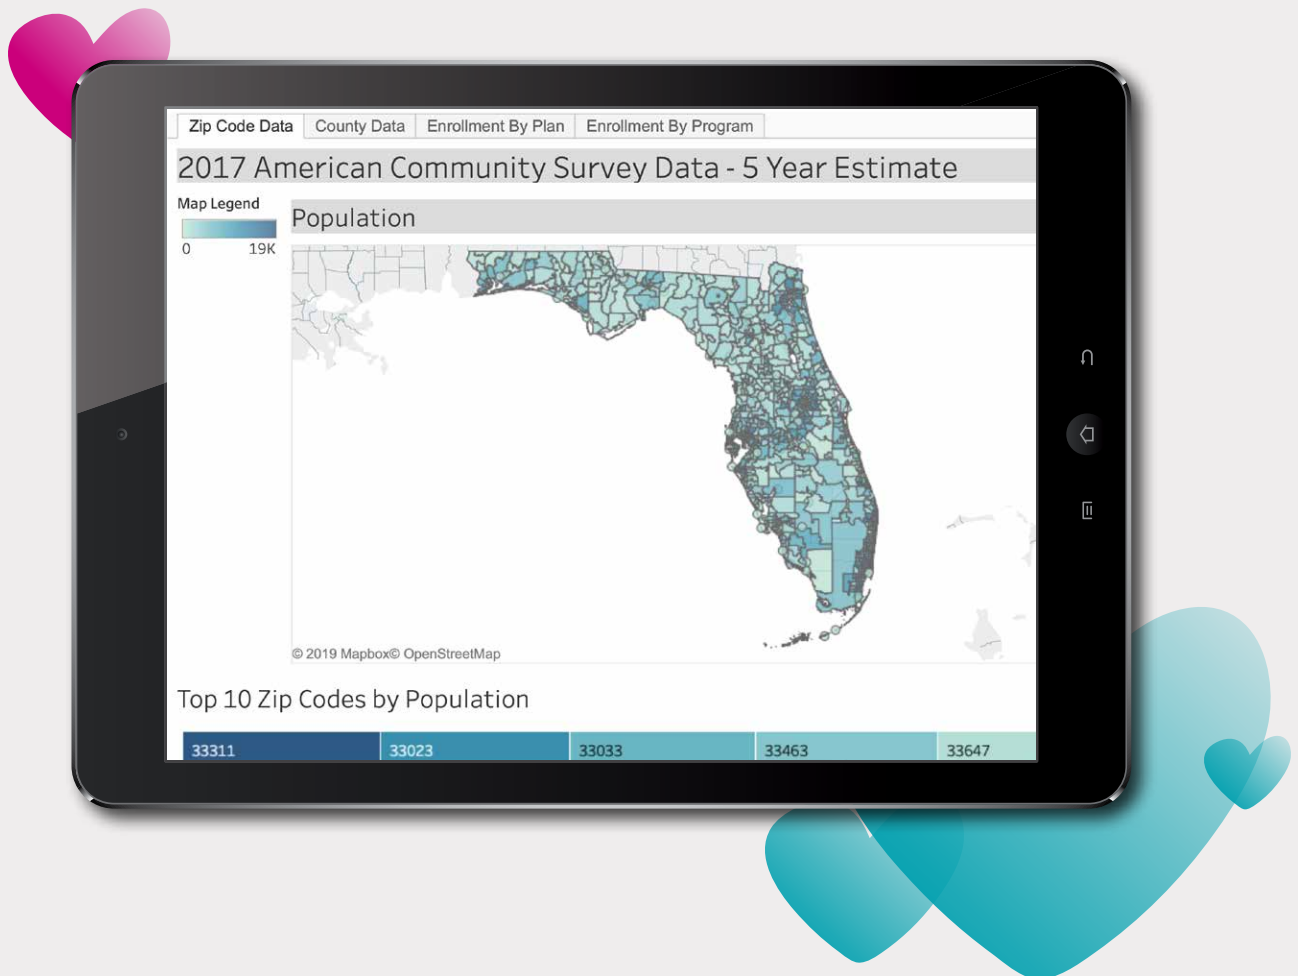 Zip Code Data County Data Enrollment By Plan Enrollment By Program
2017 American Community Survey Data - 5 Year Estimate
Map Legend
0 19K
Population
© 2019 Mapbox© OpenStreetMap
Top 10 Zip Codes by Population
33311 33023 33033 33463 33647